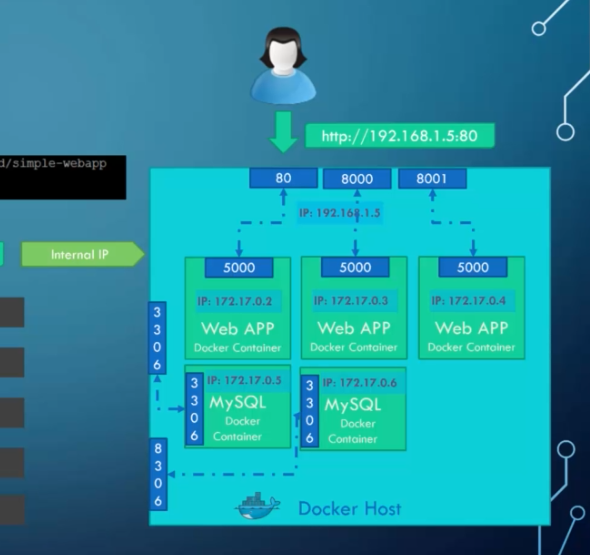 http://192.168.1.5:80
d/simple-webapp
80 8000 8001
IP: 192.168.1.5
Internal IP
5000 5000 5000
IP: 172.17.0.2 IP: 172.17.0.3 IP: 172.17.0.4
Web APP Web APP Web APP
Docker Container Docker Container Docker Container
3306
IP: 172.17.0.5 IP: 172.17.0.6
3306 3306
MySQL MySQL
Docker Docker
Container Container
8306
Docker Host